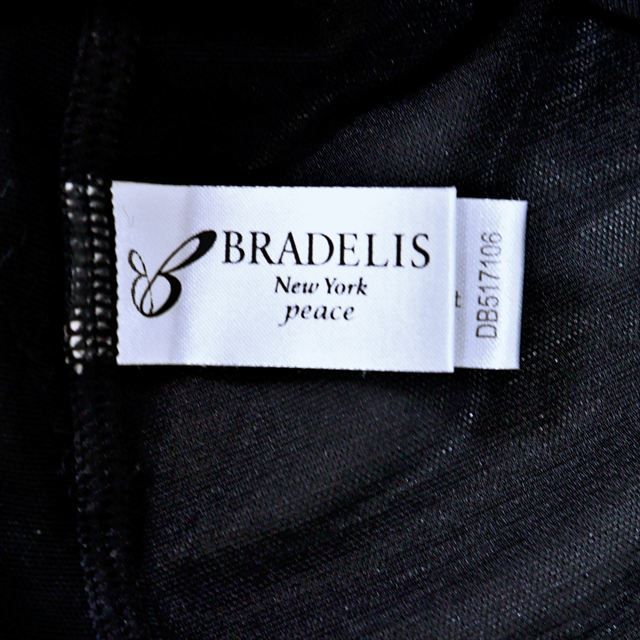 BRADELIS
New York
peace
DB517106